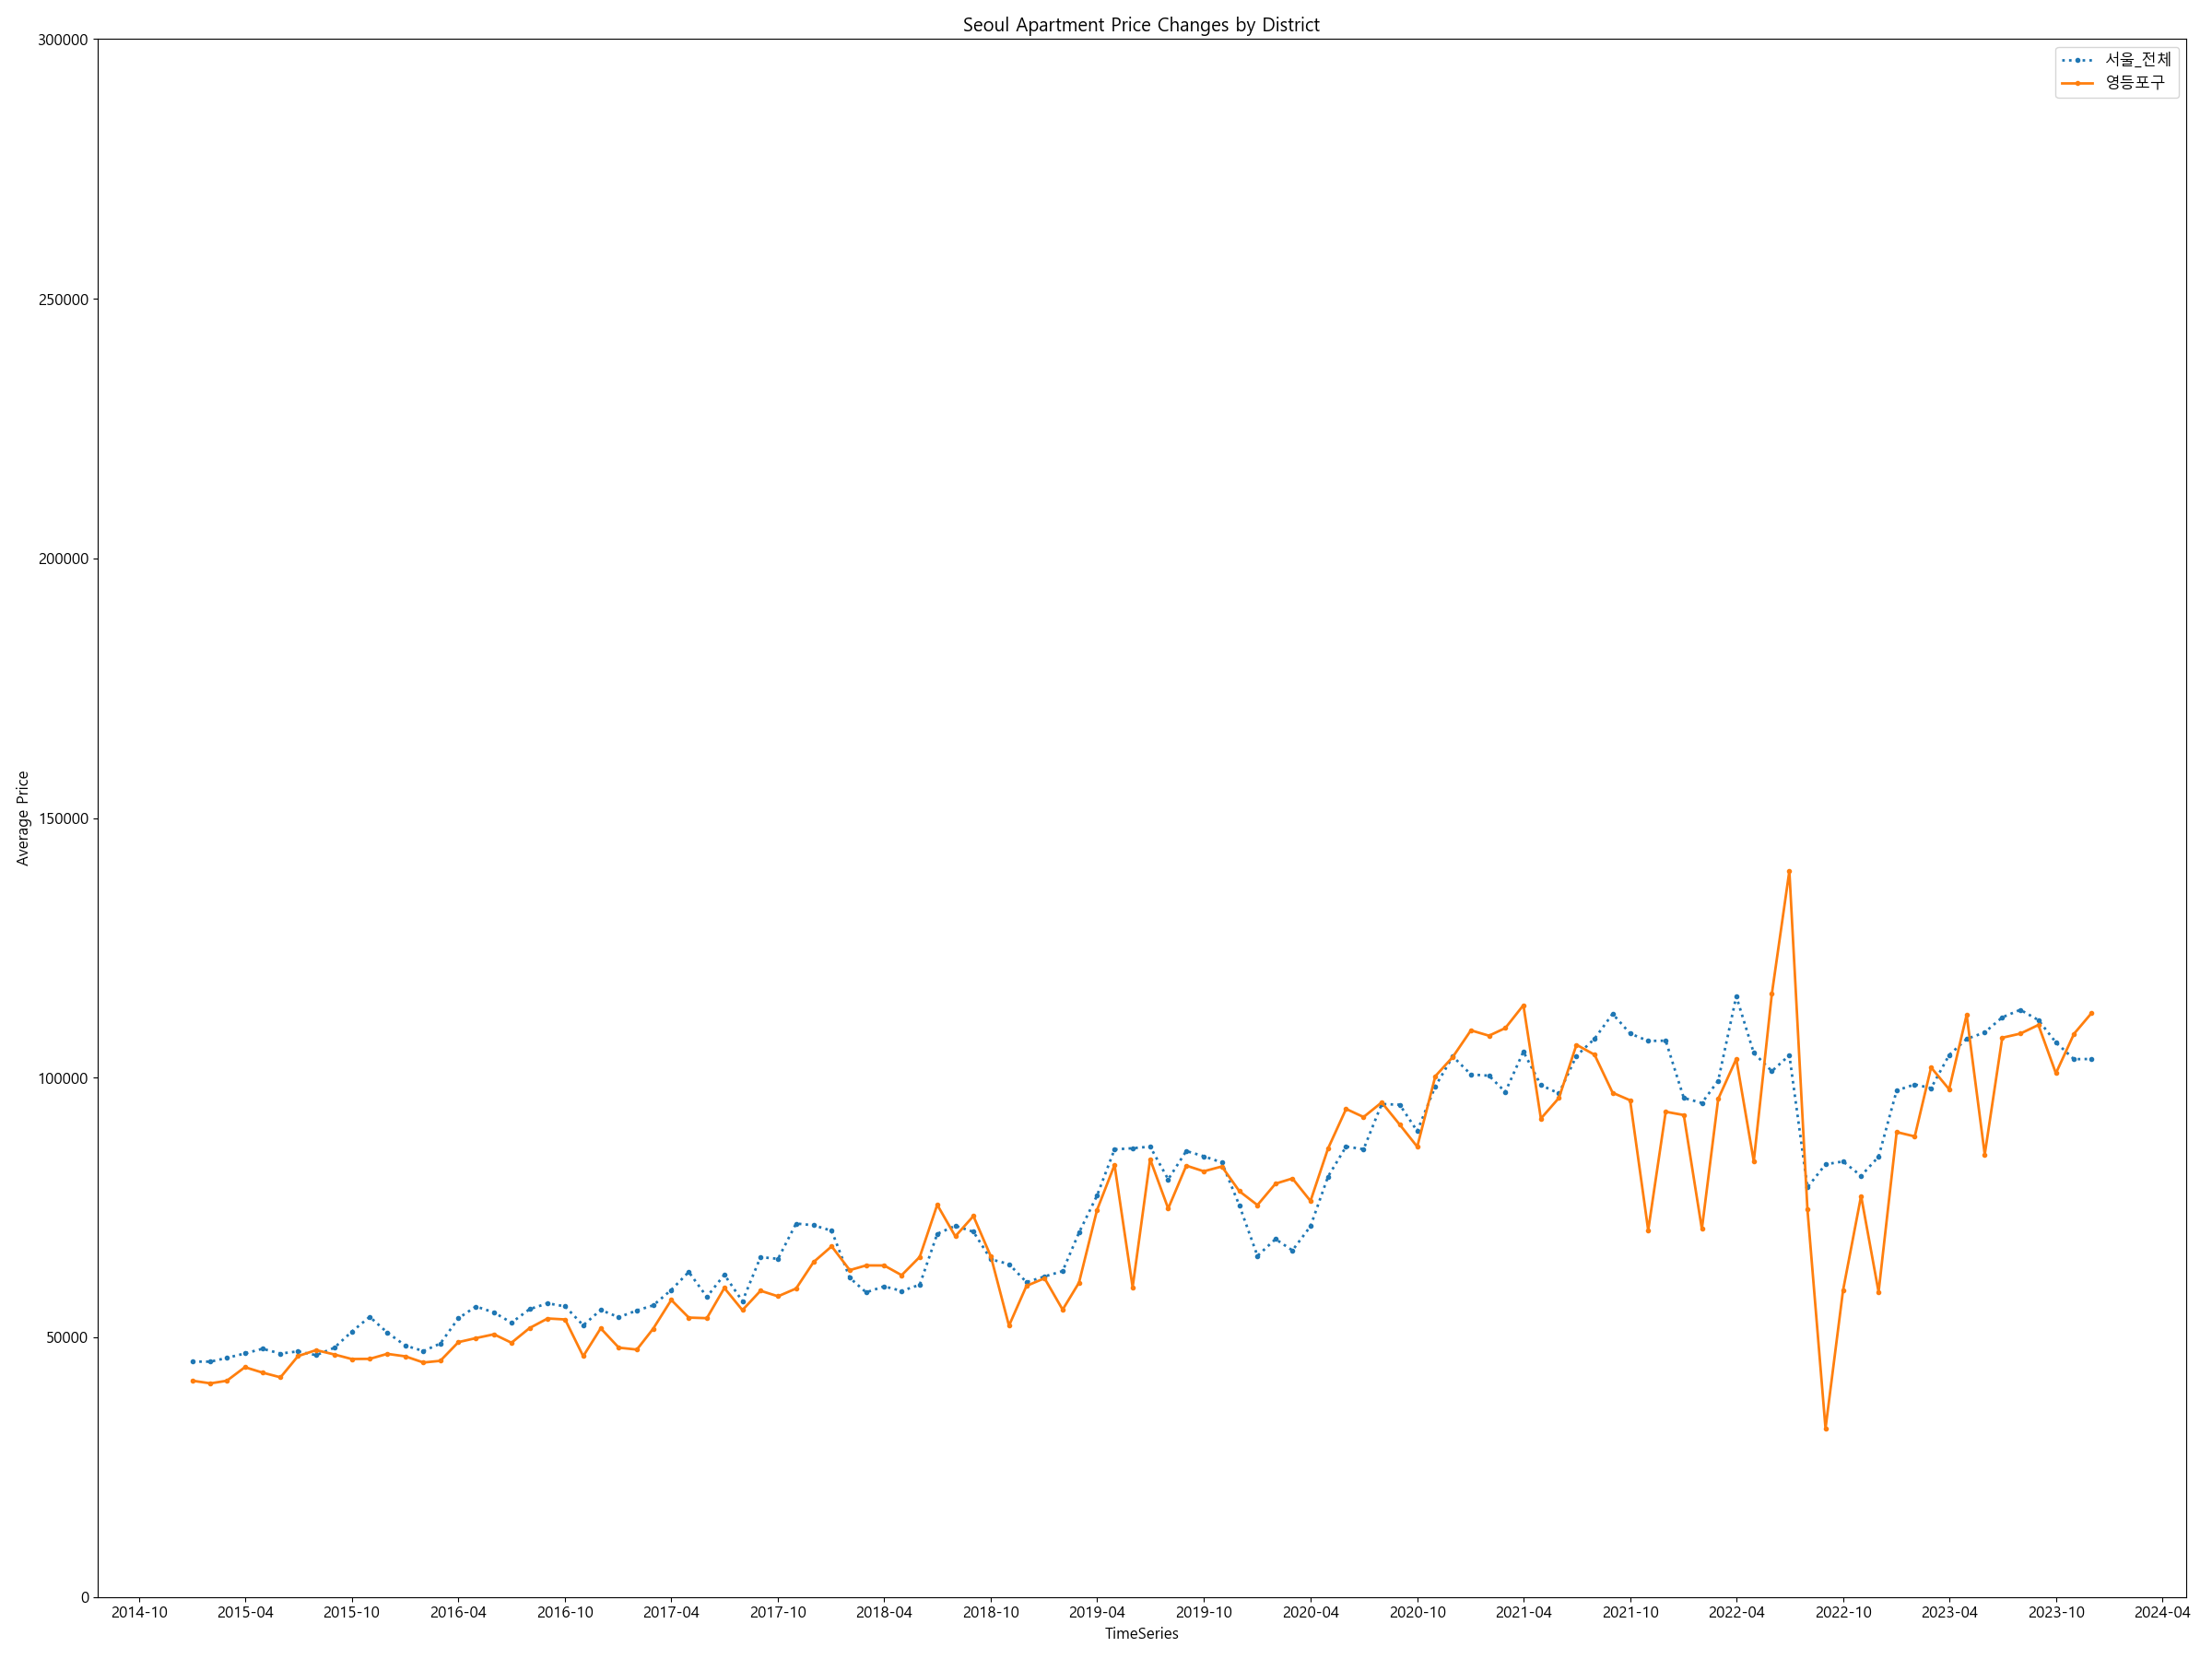 Seoul Apartment Price Changes by District
서울_전체
영등포구
300000
250000
200000
150000
100000
50000
0
Average Price
2014-10 2015-04 2015-10 2016-04 2016-10 2017-04 2017-10 2018-04 2018-10 2019-04 2019-10 2020-04 2020-10 2021-04 2021-10 2022-04 2022-10 2023-04 2023-10 2024-04
TimeSeries